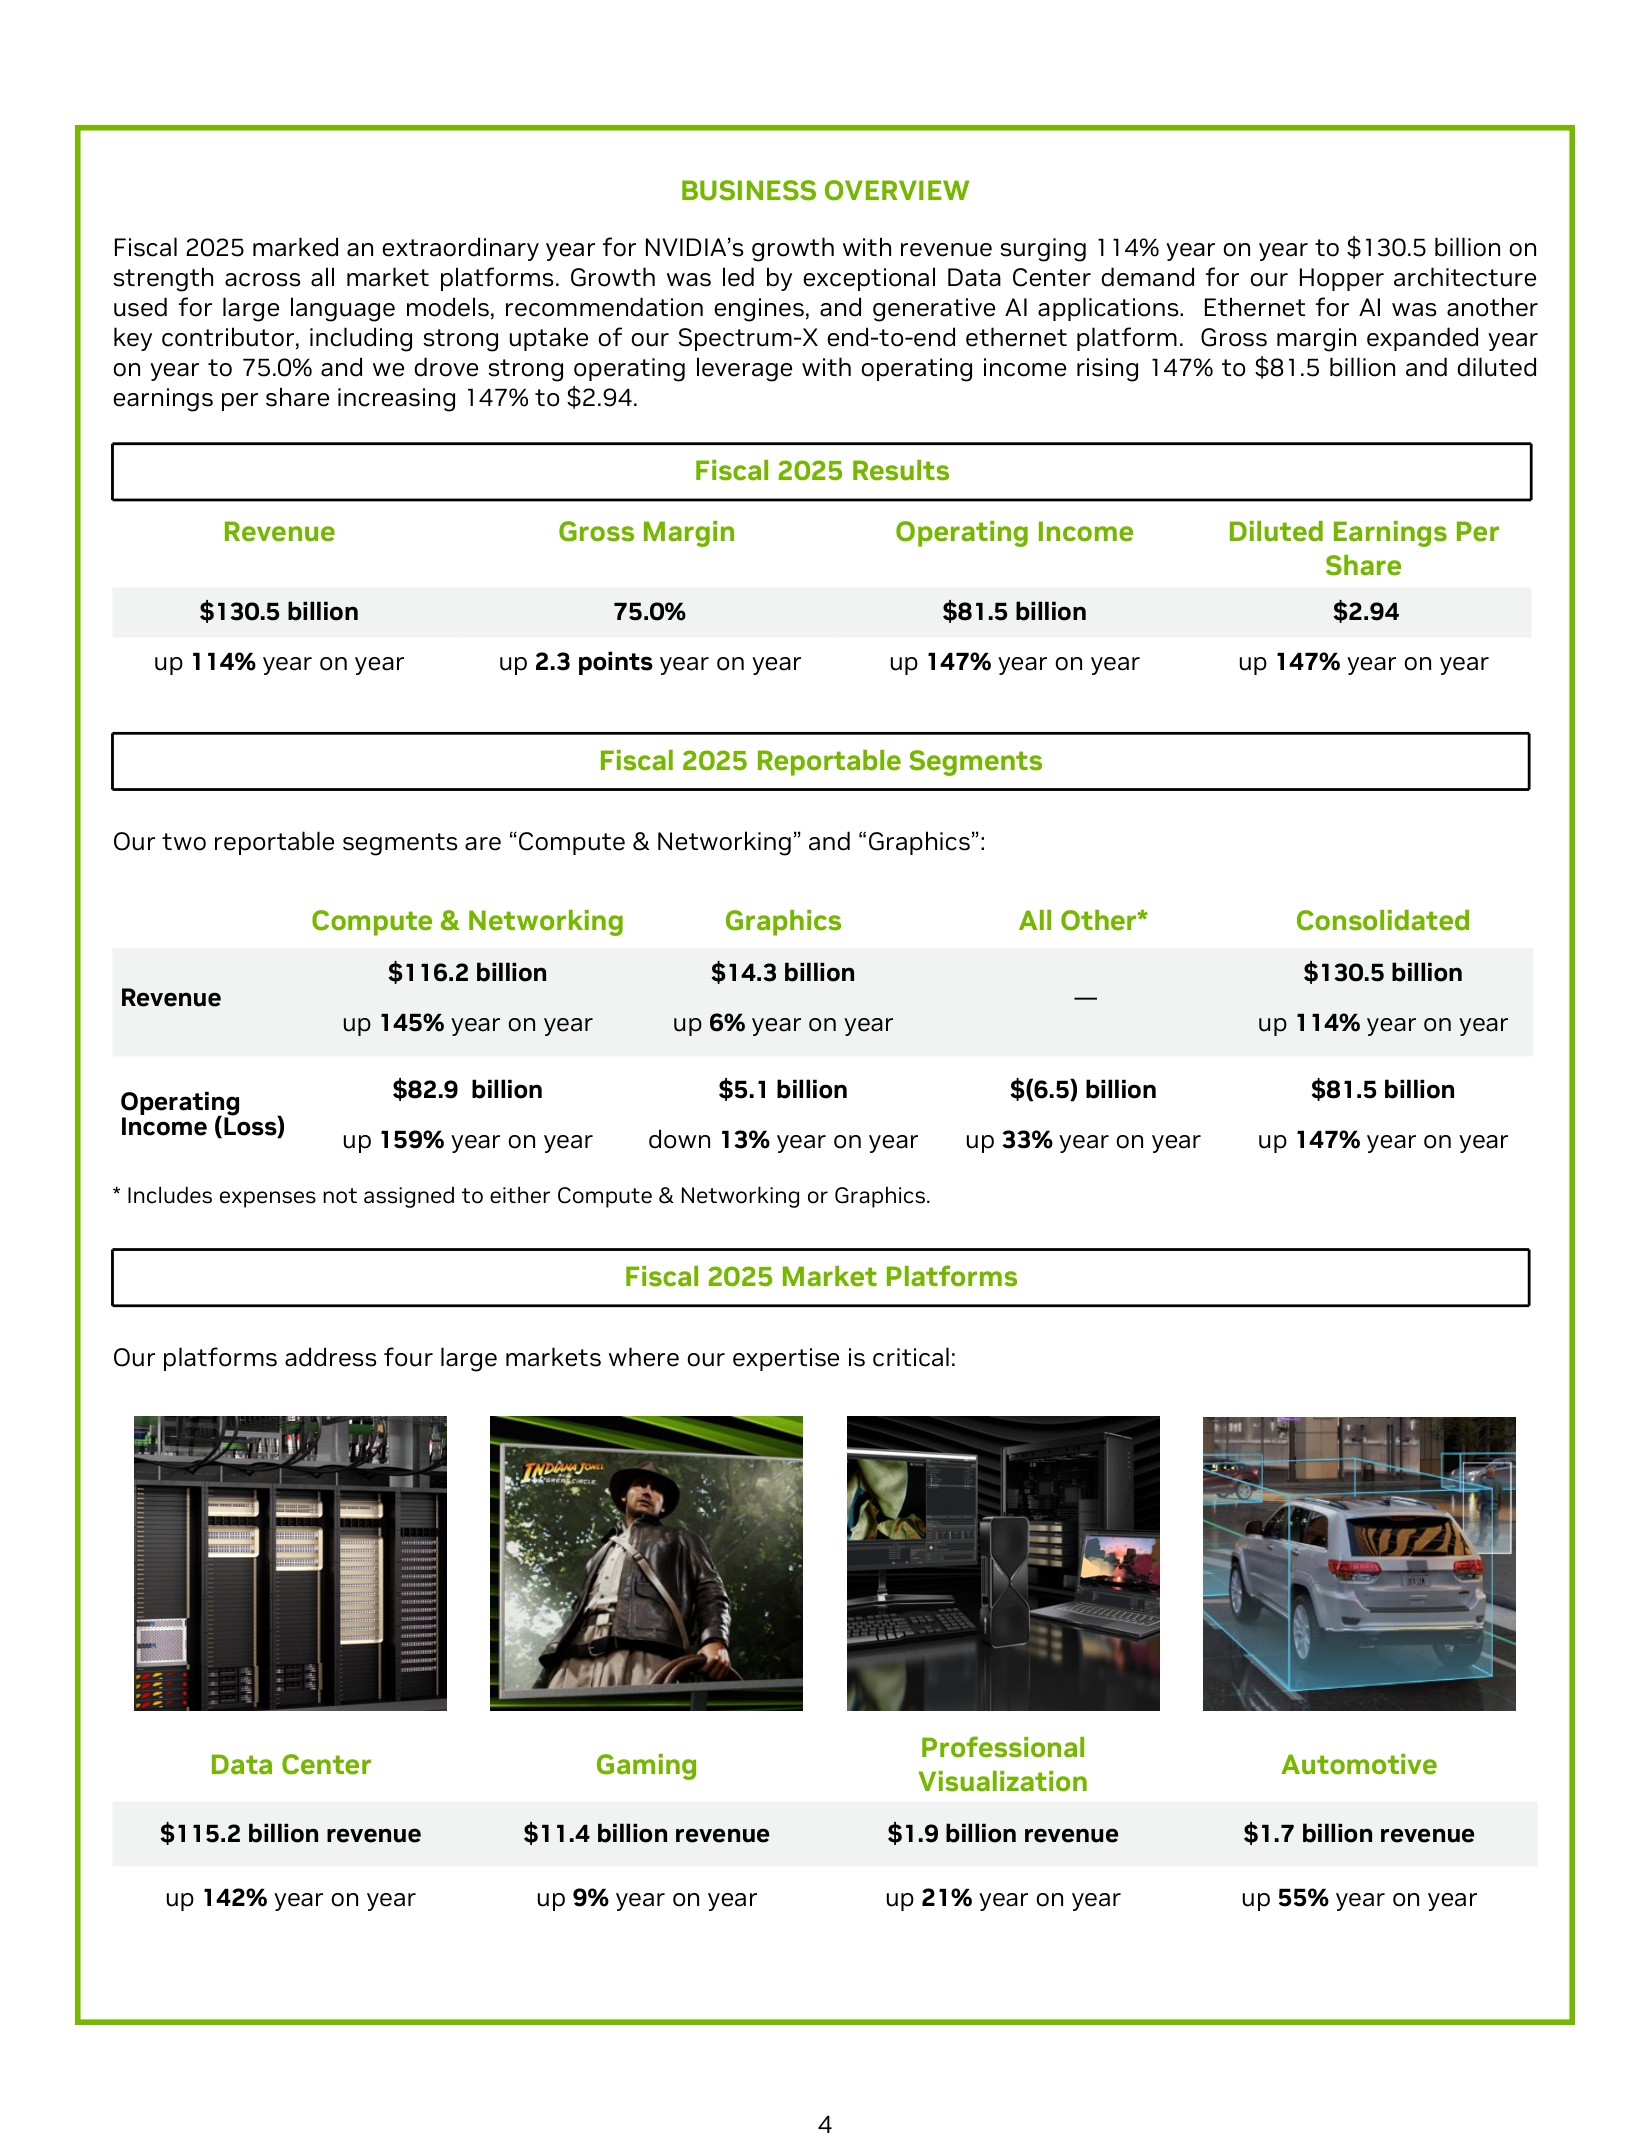 BUSINESS OVERVIEW
Fiscal 2025 marked an extraordinary year for NVIDIA’s growth with revenue surging 114% year on year to $130.5 billion on
strength across all market platforms. Growth was led by exceptional Data Center demand for our Hopper architecture
used for large language models, recommendation engines, and generative AI applications.  Ethernet for AI was another
key contributor, including strong uptake of our Spectrum-X end-to-end ethernet platform.  Gross margin expanded year
on year to 75.0% and we drove strong operating leverage with operating income rising 147% to $81.5 billion and diluted
earnings per share increasing 147% to $2.94.
Fiscal 2025 Results
Revenue Gross Margin Operating Income Diluted Earnings Per
Share
$130.5 billion 75.0% $81.5 billion $2.94
up 114% year on year up 2.3 points year on year up 147% year on year up 147% year on year
Fiscal 2025 Reportable Segments
Our two reportable segments are “Compute & Networking” and “Graphics”:
Compute & Networking Graphics All Other* Consolidated
Revenue
$116.2 billion $14.3 billion — $130.5 billion
up 145% year on year up 6% year on year up 114% year on year
Operating
Income (Loss)
$82.9  billion $5.1 billion $(6.5) billion $81.5 billion
up 159% year on year down 13% year on year up 33% year on year up 147% year on year
* Includes expenses not assigned to either Compute & Networking or Graphics.
Fiscal 2025 Market Platforms
Our platforms address four large markets where our expertise is critical:
INDIANA JONES
GREAT CIRCLE
Data Center Gaming Professional
Visualization Automotive
$115.2 billion revenue $11.4 billion revenue $1.9 billion revenue $1.7 billion revenue
up 142% year on year up 9% year on year up 21% year on year up 55% year on year
4